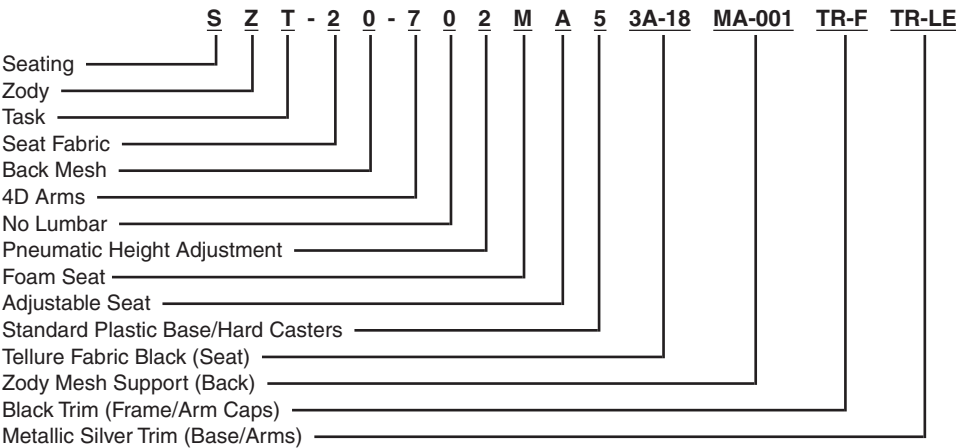 S Z T - 2 0 - 7 0 2 M A 5 3A-18 MA-001 TR-F TR-LE
Seating
Zody
Task
Seat Fabric
Back Mesh
4D Arms
No Lumbar
Pneumatic Height Adjustment
Foam Seat
Adjustable Seat
Standard Plastic Base/Hard Casters
Tellure Fabric Black (Seat)
Zody Mesh Support (Back)
Black Trim (Frame/Arm Caps)
Metallic Silver Trim (Base/Arms)